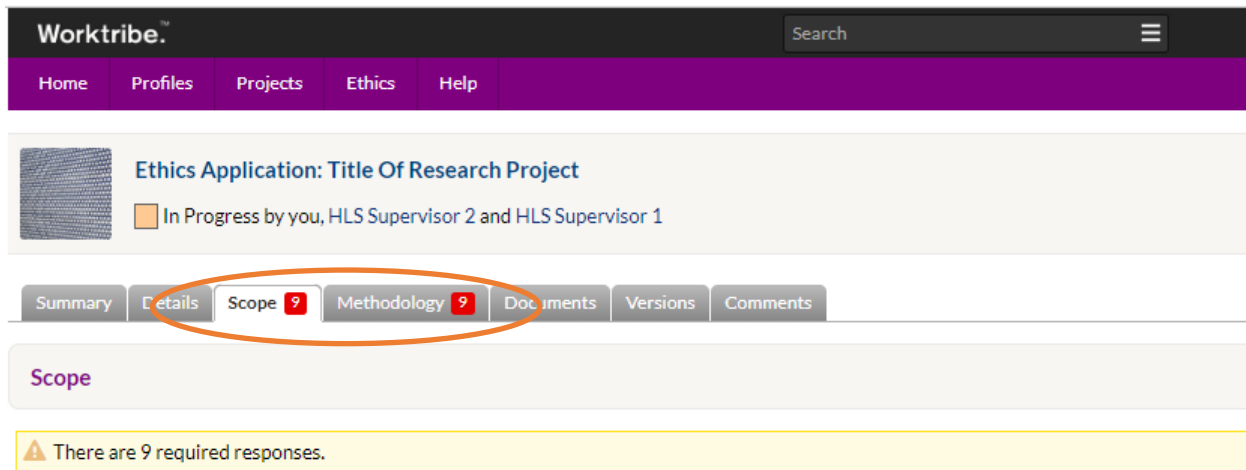 Worktribe.™ Search
Home Profiles Projects Ethics Help
Ethics Application: Title Of Research Project
In Progress by you, HLS Supervisor 2 and HLS Supervisor 1
Summary Details Scope 9 Methodology 9 Documents Versions Comments
Scope
There are 9 required responses.